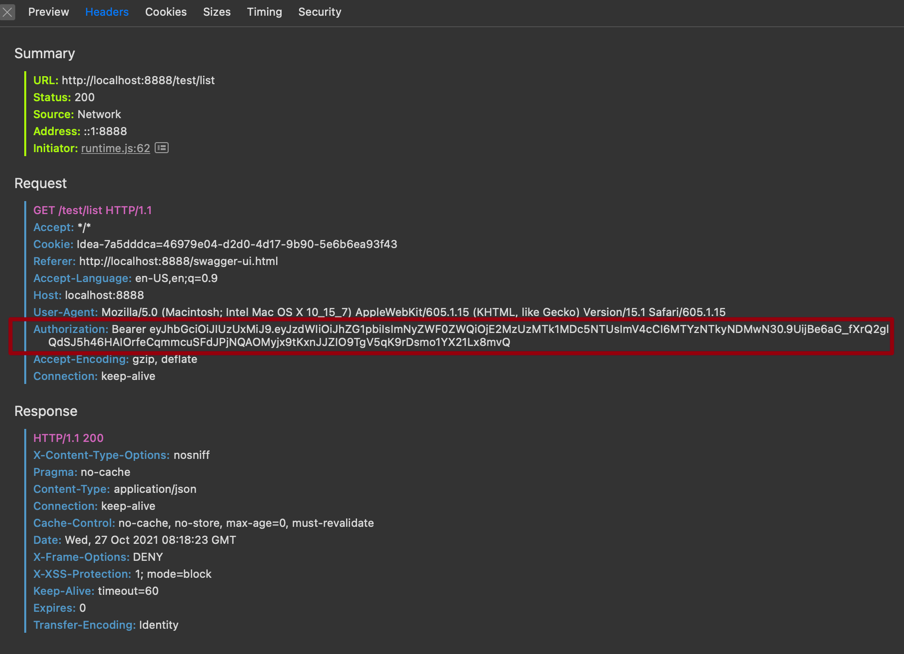 Preview Headers Cookies Sizes Timing Security
Summary
URL: http://localhost:8888/test/list
Status: 200
Source: Network
Address: ::1:8888
Initiator: runtime.js:62
Request
GET /test/list HTTP/1.1
Accept: */*
Cookie: Idea-7a5dddca=46979e04-d2d0-4d17-9b90-5e6b6ea93f43
Referer: http://localhost:8888/swagger-ui.html
Accept-Language: en-US,en;q=0.9
Host: localhost:8888
User-Agent: Mozilla/5.0 (Macintosh; Intel Mac OS X 10_15_7) AppleWebKit/605.1.15 (KHTML, like Gecko) Version/15.1 Safari/605.1.15
Authorization: Bearer eyJhbGciOiJIUzUxMiJ9.eyJzdWIiOiJhZG1pbiIsImNyZWF0ZWQiOjE2MzUzMTk1MDc5NTUsImV4cCI6MTYzNTkyNDMwN30.9UijBe6aG_fXrQ2gl
QdSJ5h46HAIOrfeCqmmcuSFdJPjNQAOMyjx9tKxnJJZIO9TgV5qK9rDsmo1YX21Lx8mvQ
Accept-Encoding: gzip, deflate
Connection: keep-alive
Response
HTTP/1.1 200
X-Content-Type-Options: nosniff
Pragma: no-cache
Content-Type: application/json
Connection: keep-alive
Cache-Control: no-cache, no-store, max-age=0, must-revalidate
Date: Wed, 27 Oct 2021 08:18:23 GMT
X-Frame-Options: DENY
X-XSS-Protection: 1; mode=block
Keep-Alive: timeout=60
Expires: 0
Transfer-Encoding: Identity